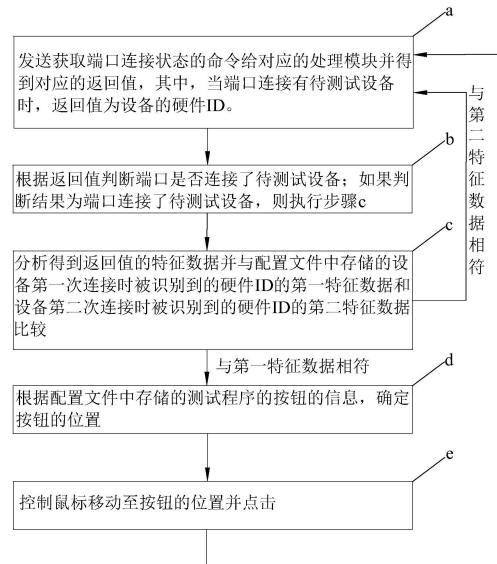 a
发送获取端口连接状态的命令给对应的处理模块并得
到对应的返回值，其中，当端口连接有待测试设备
时，返回值为设备的硬件ID。
与第二特征数据相符
b
根据返回值判断端口是否连接了待测试设备；如果判
断结果为端口连接了待测试设备，则执行步骤c
c
分析得到返回值的特征数据并与配置文件中存储的设
备第一次连接时被识别到的硬件ID的第一特征数据和
设备第二次连接时被识别到的硬件ID的第二特征数据
比较
与第一特征数据相符
d
根据配置文件中存储的测试程序的按钮的信息，确定
按钮的位置
e
控制鼠标移动至按钮的位置并点击